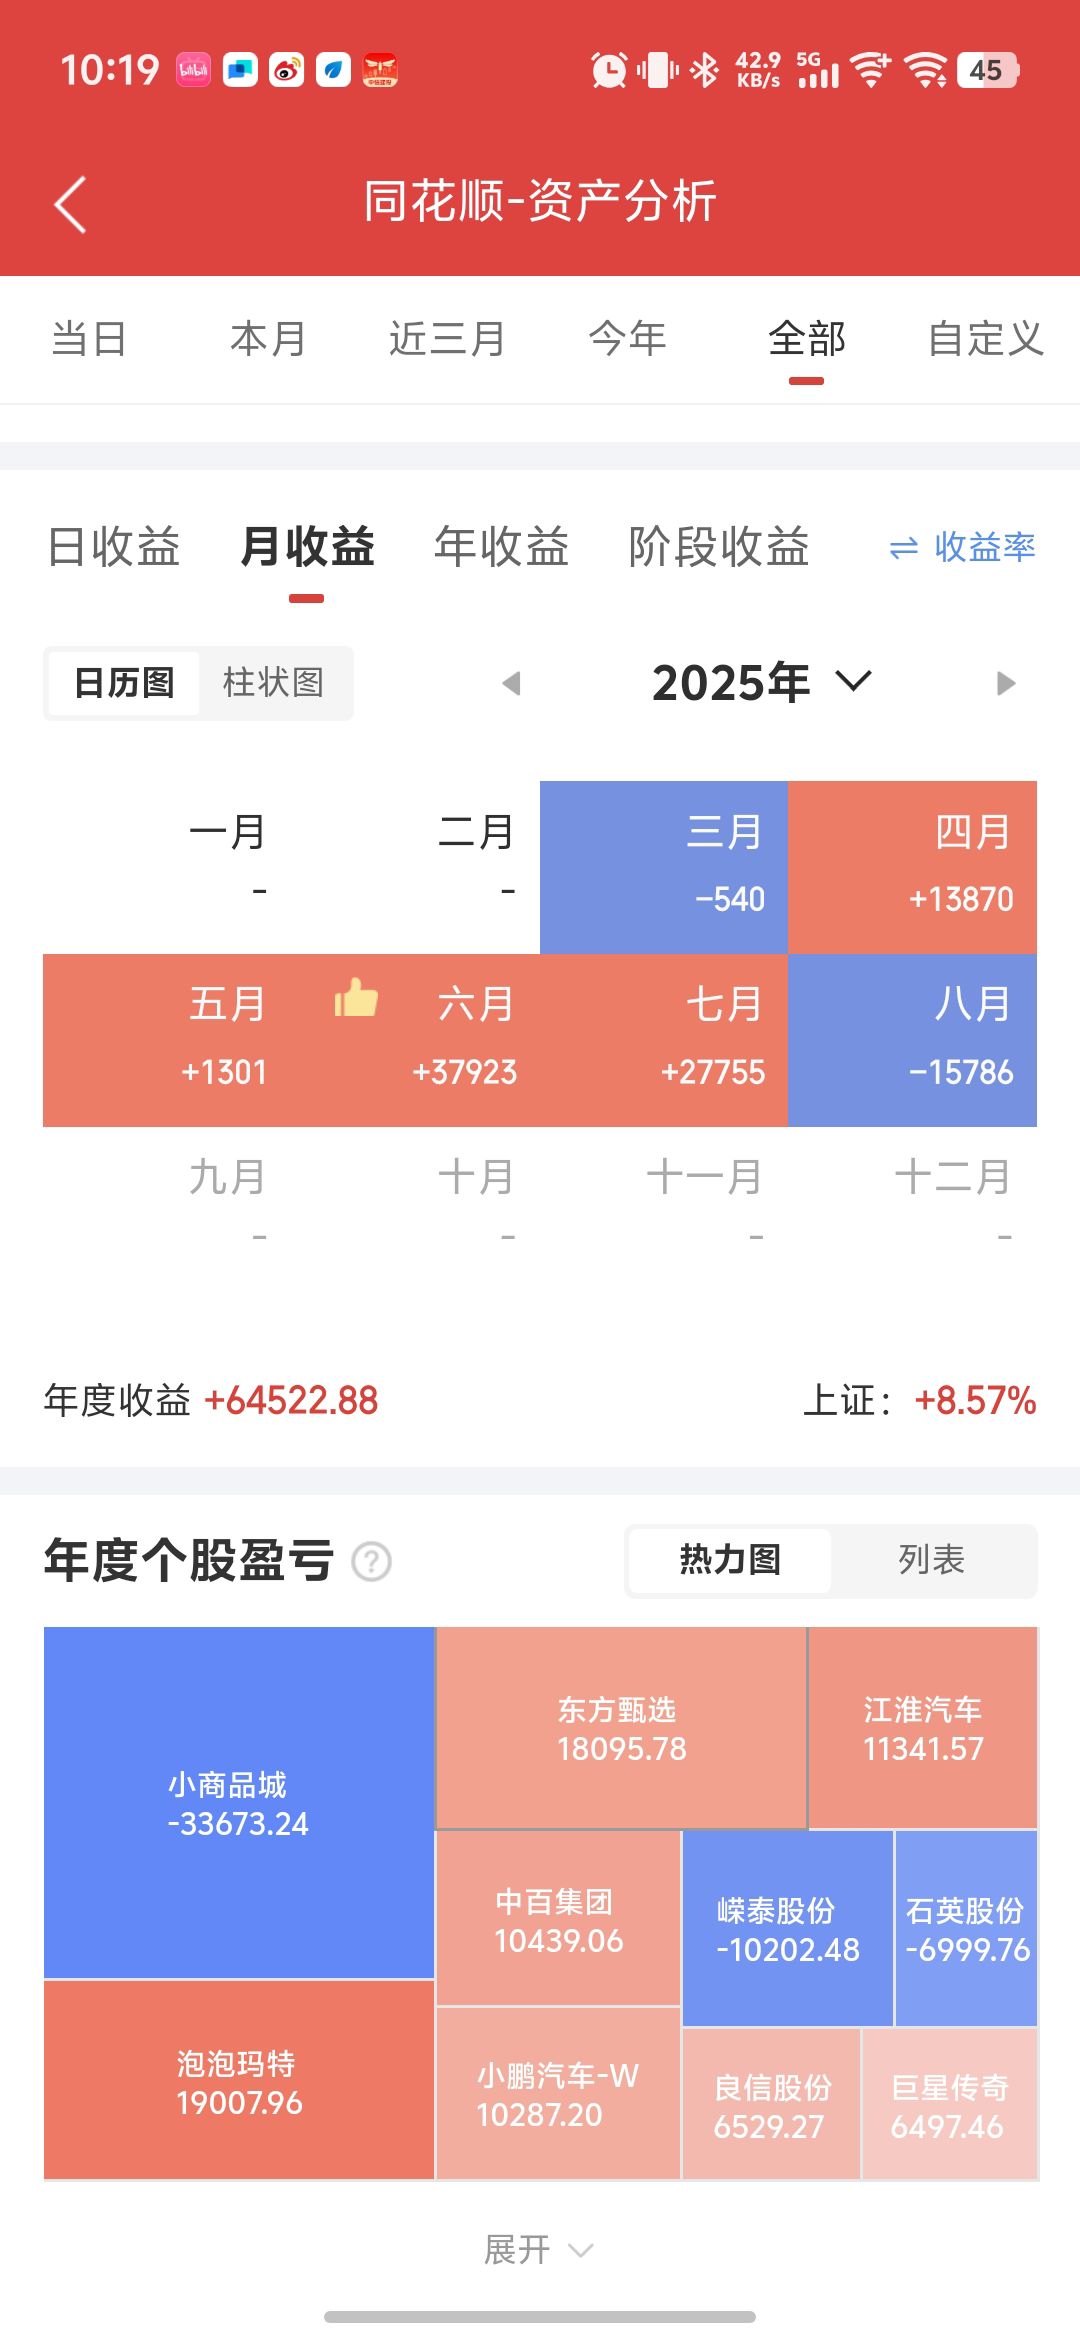 10:19 bilibili 42.9 KB/s 5G 45
同花顺-资产分析
当日 本月 近三月 今年 全部 自定义
日收益 月收益 年收益 阶段收益 ⇌ 收益率
日历图 柱状图 2025年
一月 二月 三月 四月
- - -540 +13870
五月 六月 七月 八月
+1301 +37923 +27755 -15786
九月 十月 十一月 十二月
- - - -
年度收益 +64522.88 上证：+8.57%
年度个股盈亏 ? 热力图 列表
小商品城
-33673.24
东方甄选
18095.78
江淮汽车
11341.57
中百集团
10439.06
嵘泰股份
-10202.48
石英股份
-6999.76
泡泡玛特
19007.96
小鹏汽车-W
10287.20
良信股份
6529.27
巨星传奇
6497.46
展开